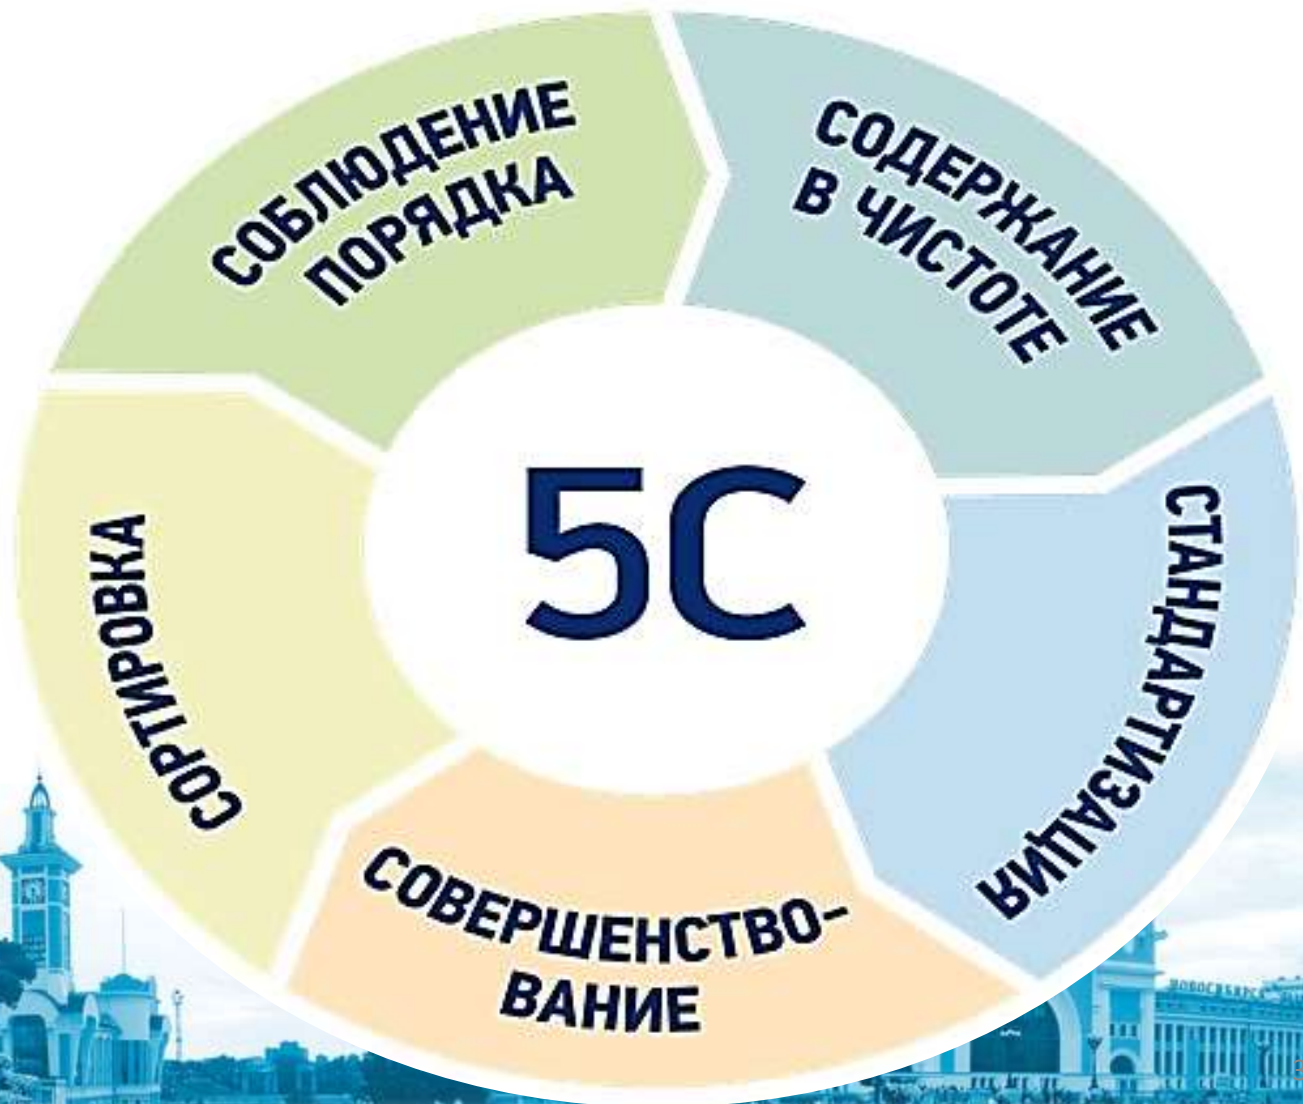 СОБЛЮДЕНИЕ
ПОРЯДКА
СОДЕРЖАНИЕ
В ЧИСТОТЕ
СТАНДАРТИЗАЦИЯ
СОВЕРШЕНСТВО-
ВАНИЕ
СОРТИРОВКА
5С